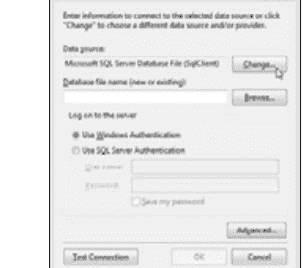 Enter information to connect to the selected data source or click
"Change" to choose a different data source and/or provider.
Data source:
Microsoft SQL Server Database File (SqlClient) Change...
Database file name (new or existing):
Browse...
Log on to the server
Use Windows Authentication
Use SQL Server Authentication
User name:
Password:
Save my password
Advanced...
Test Connection OK Cancel